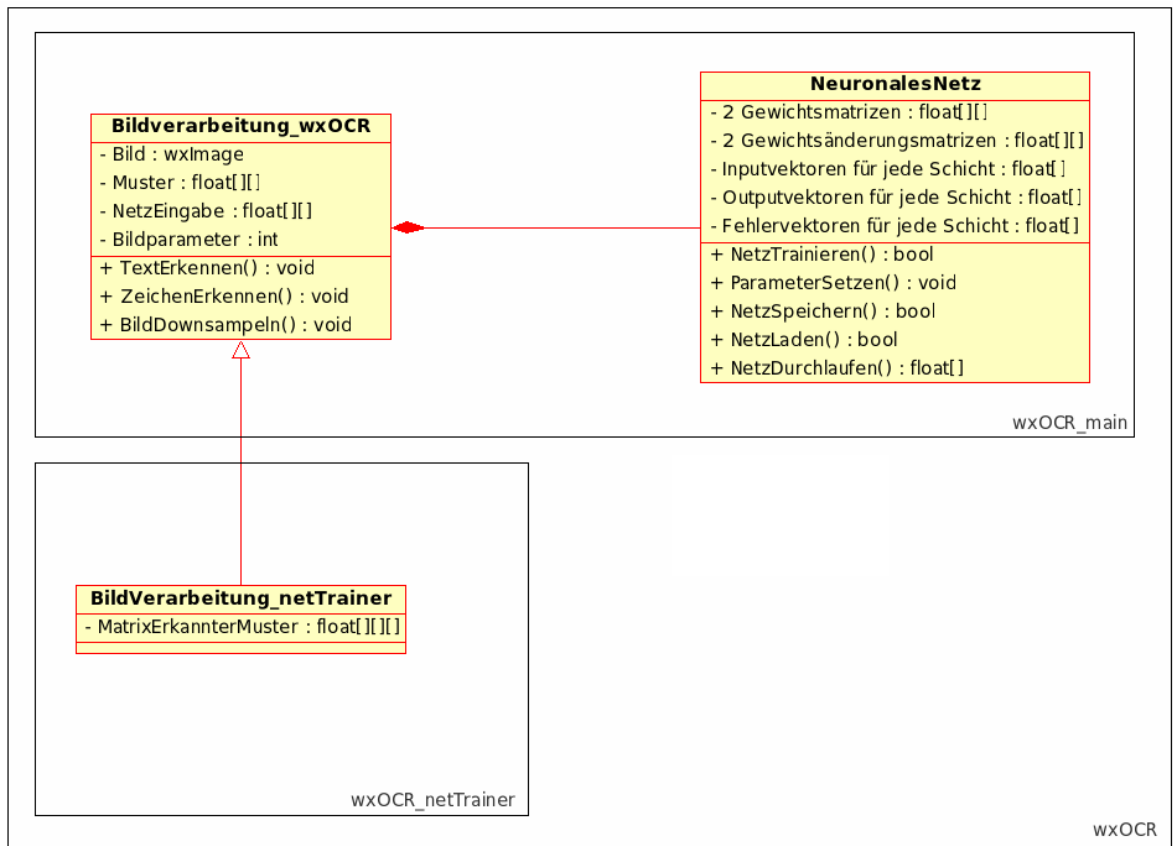 Bildverarbeitung_wxOCR
- Bild : wxImage
- Muster : float[][]
- NetzEingabe : float[][]
- Bildparameter : int
+ TextErkennen() : void
+ ZeichenErkennen() : void
+ BildDownsampeln() : void
NeuronalesNetz
- 2 Gewichtsmatrizen : float[][]
- 2 Gewichtsänderungsmatrizen : float[][]
- Inputvektoren für jede Schicht : float[]
- Outputvektoren für jede Schicht : float[]
- Fehlervektoren für jede Schicht : float[]
+ NetzTrainieren() : bool
+ ParameterSetzen() : void
+ NetzSpeichern() : bool
+ NetzLaden() : bool
+ NetzDurchlaufen() : float[]
wxOCR_main
BildVerarbeitung_netTrainer
- MatrixErkannterMuster : float[][][]
wxOCR_netTrainer
wxOCR